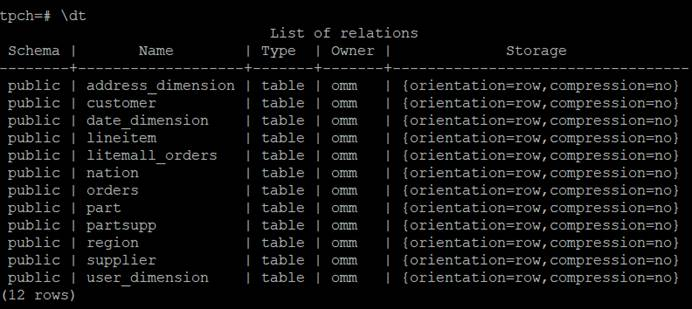 tpch=# \dt
                              List of relations
 Schema |       Name        | Type  | Owner |             Storage
--------+-------------------+-------+-------+----------------------------------
 public | address_dimension | table | omm   | {orientation=row,compression=no}
 public | customer          | table | omm   | {orientation=row,compression=no}
 public | date_dimension    | table | omm   | {orientation=row,compression=no}
 public | lineitem          | table | omm   | {orientation=row,compression=no}
 public | litemall_orders   | table | omm   | {orientation=row,compression=no}
 public | nation            | table | omm   | {orientation=row,compression=no}
 public | orders            | table | omm   | {orientation=row,compression=no}
 public | part              | table | omm   | {orientation=row,compression=no}
 public | partsupp          | table | omm   | {orientation=row,compression=no}
 public | region            | table | omm   | {orientation=row,compression=no}
 public | supplier          | table | omm   | {orientation=row,compression=no}
 public | user_dimension    | table | omm   | {orientation=row,compression=no}
(12 rows)